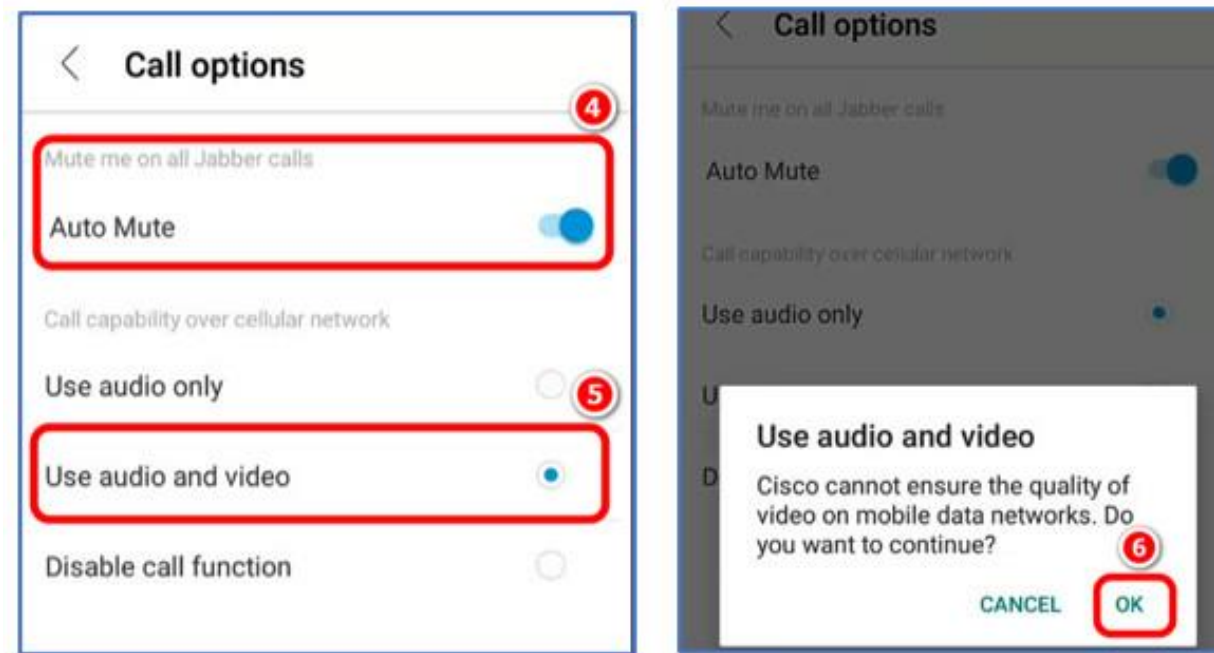 Call options
4
Mute me on all Jabber calls
Auto Mute
Call capability over cellular network
Use audio only
5
Use audio and video
Disable call function
Call options
Mute me on all Jabber calls
Auto Mute
Call capability over cellular network
Use audio only
U
D
Use audio and video
Cisco cannot ensure the quality of
video on mobile data networks. Do
you want to continue?
6
CANCEL OK